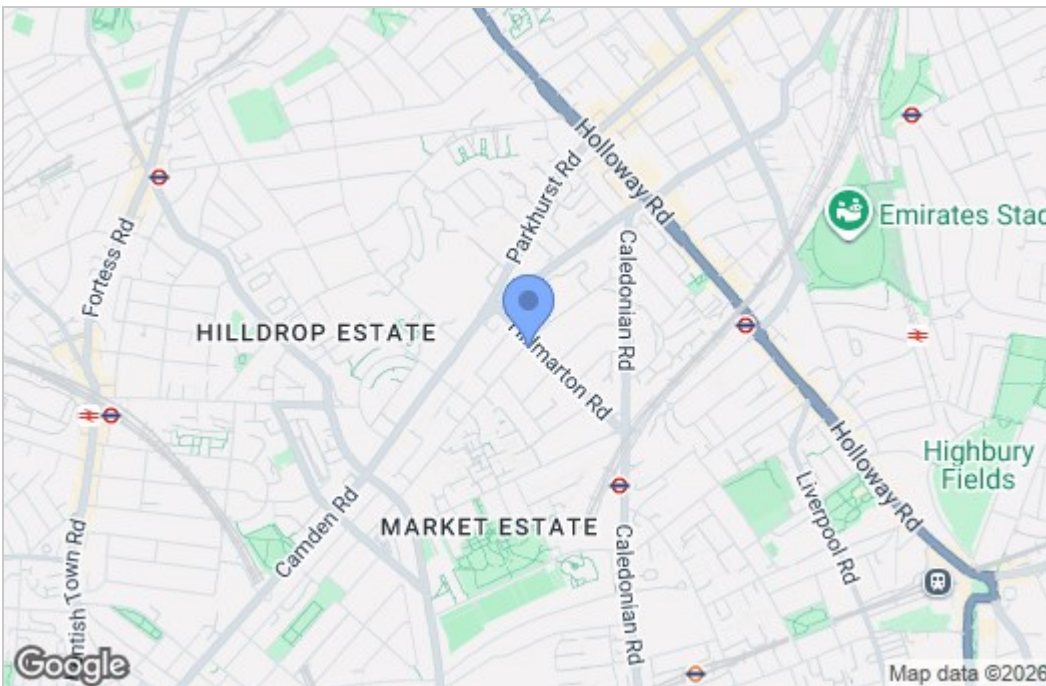 Holloway Rd
Parkhurst Rd
Fortess Rd
Emirates Stad
Caledonian Rd
HILLDROP ESTATE
Hillmarton Rd
Holloway Rd
Highbury
Fields
Liverpool Rd
Camden Rd
MARKET ESTATE
Caledonian Rd
ntish Town Rd
Google
Map data ©2026